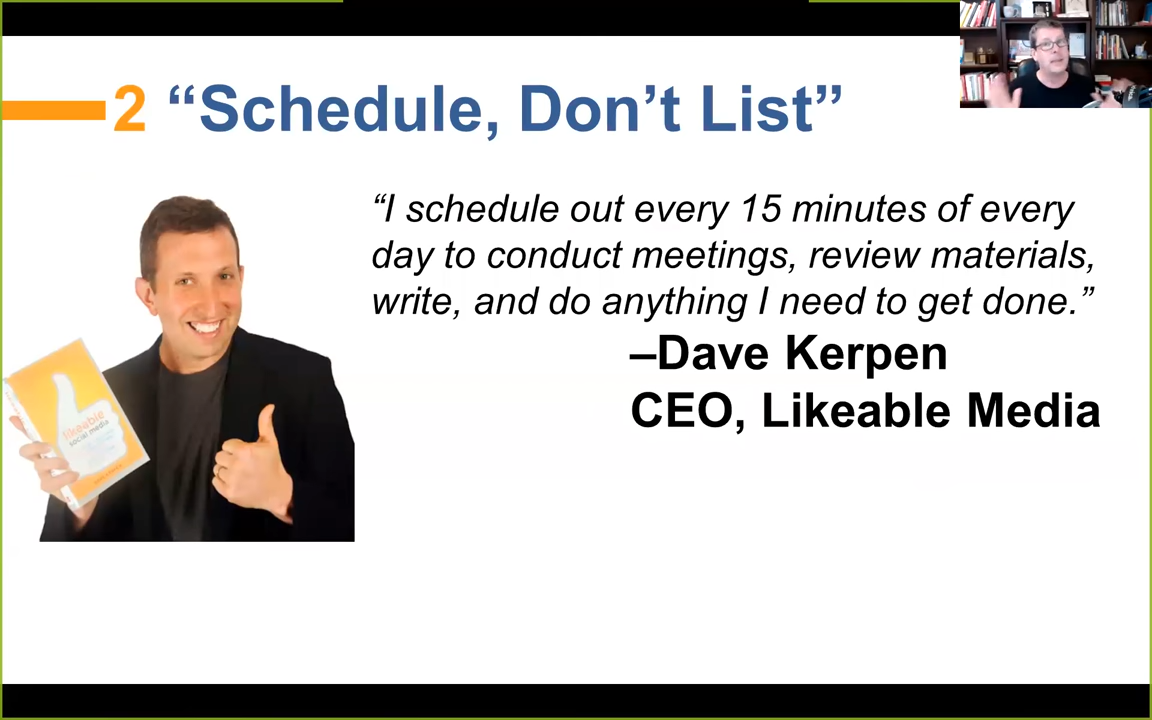 2 “Schedule, Don’t List”
“I schedule out every 15 minutes of every
day to conduct meetings, review materials,
write, and do anything I need to get done.”
–Dave Kerpen
CEO, Likeable Media
likeable
social media